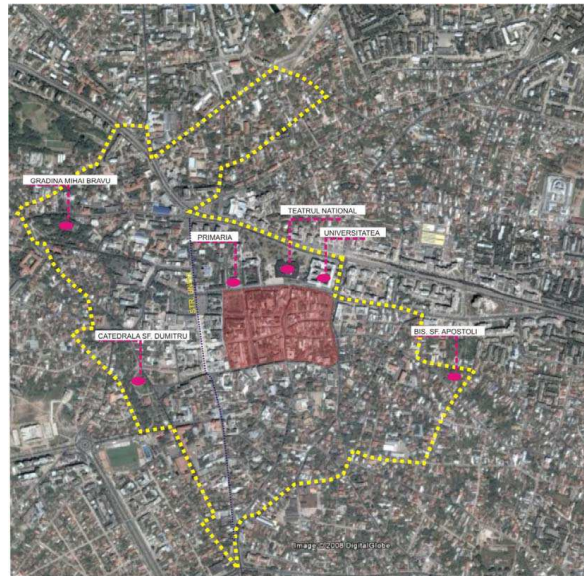 GRADINA MIHAI BRAVU
TEATRUL NATIONAL
PRIMARIA
UNIVERSITATEA
CATEDRALA SF. DUMITRU
BIS. SF. APOSTOLI
Image © 2008 DigitalGlobe